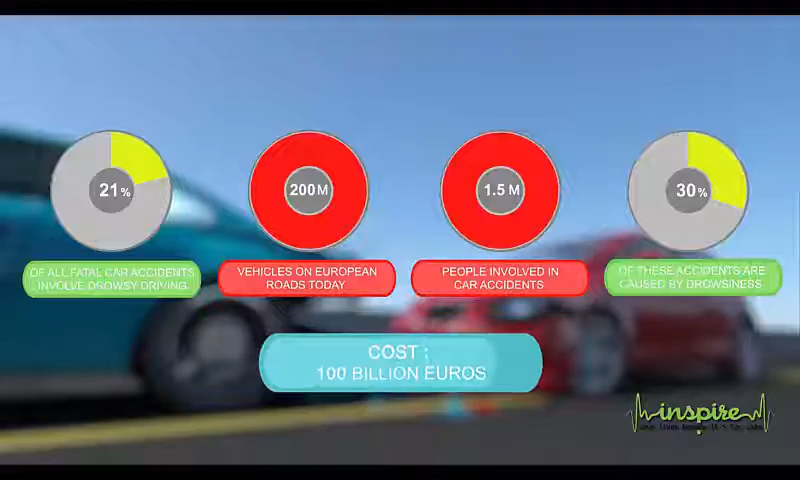 21%
OF ALL FATAL CAR ACCIDENTS
INVOLVE DROWSY DRIVING.
200M
VEHICLES ON EUROPEAN
ROADS TODAY
1.5 M
PEOPLE INVOLVED IN
CAR ACCIDENTS
30%
OF THESE ACCIDENTS ARE
CAUSED BY DROWSINESS
COST :
100 BILLION EUROS
inspire